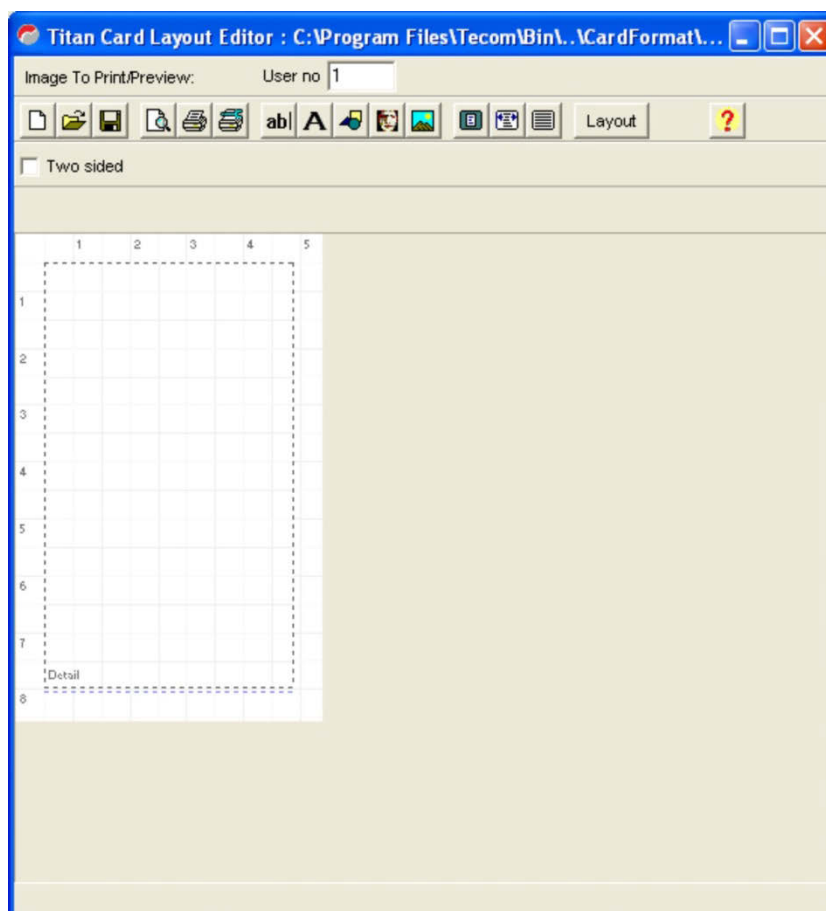 Titan Card Layout Editor : C:\Program Files\Tecom\Bin\..\CardFormat\...
Image To Print/Preview: User no 1
ab| A Layout ?
Two sided
1 2 3 4 5
1
2
3
4
5
6
7
Detail
8